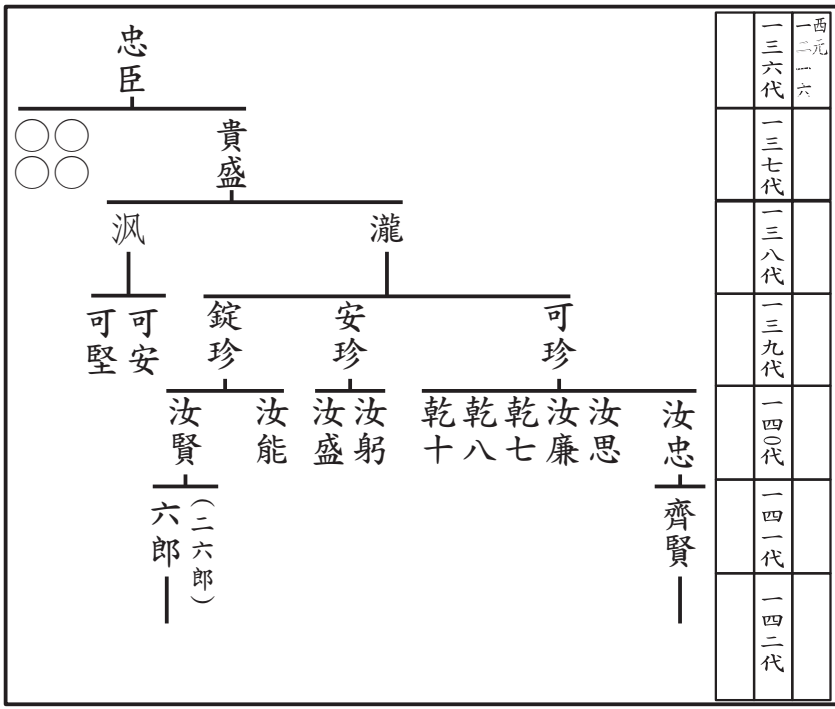 西元
一二一六
一三六代
一三七代
一三八代
一三九代
一四〇代
一四一代
一四二代
忠臣
貴盛
瀧
沨
可珍
安珍
錠珍
可安
可堅
汝忠
汝思
汝廉
乾七
乾八
乾十
汝躬
汝盛
汝能
汝賢
齊賢
(二六郎)
六郎